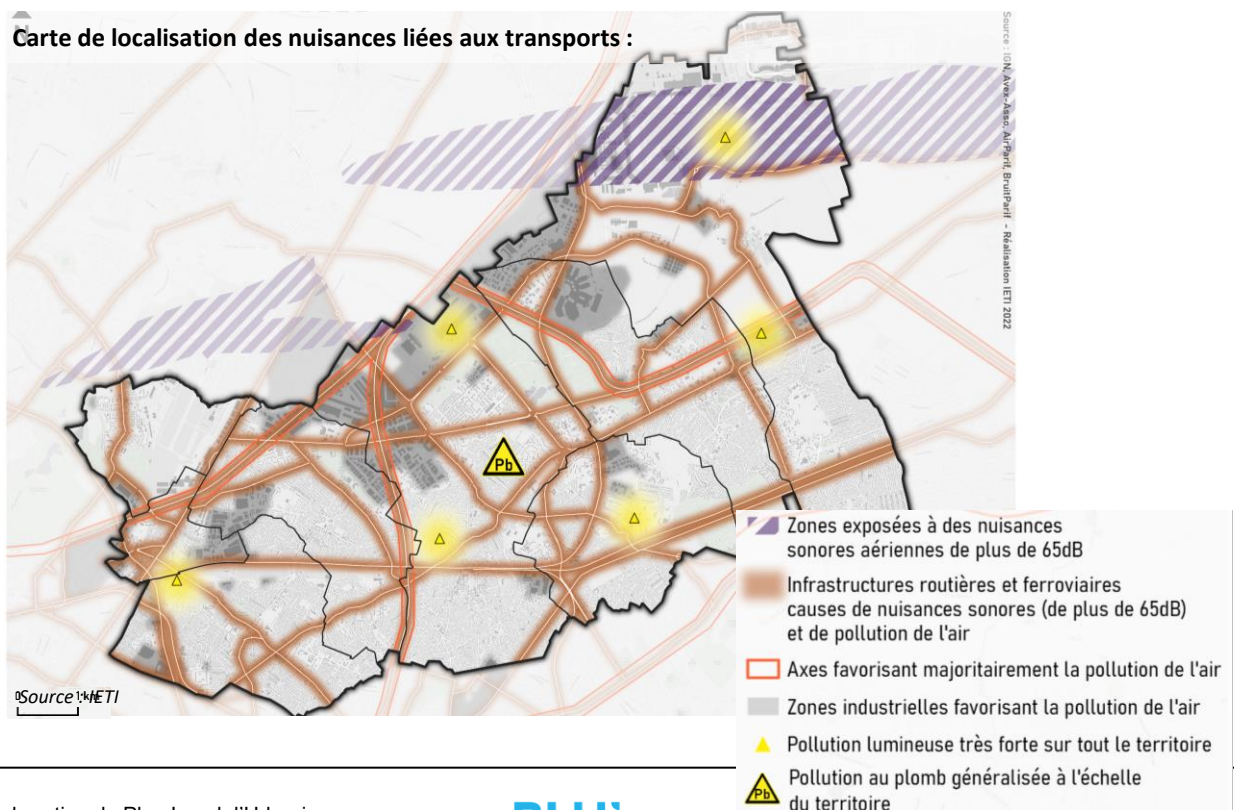 Carte de localisation des nuisances liées aux transports :
Source : IGN, Avex-Asso, AirParif, BruitParif - Réalisation IETI 2022
Pb
Zones exposées à des nuisances
sonores aériennes de plus de 65dB
Infrastructures routières et ferroviaires
causes de nuisances sonores (de plus de 65dB)
et de pollution de l'air
Axes favorisant majoritairement la pollution de l'air
Zones industrielles favorisant la pollution de l'air
Pollution lumineuse très forte sur tout le territoire
Pb
Pollution au plomb généralisée à l'échelle
du territoire
0 1 km
Source : IETI